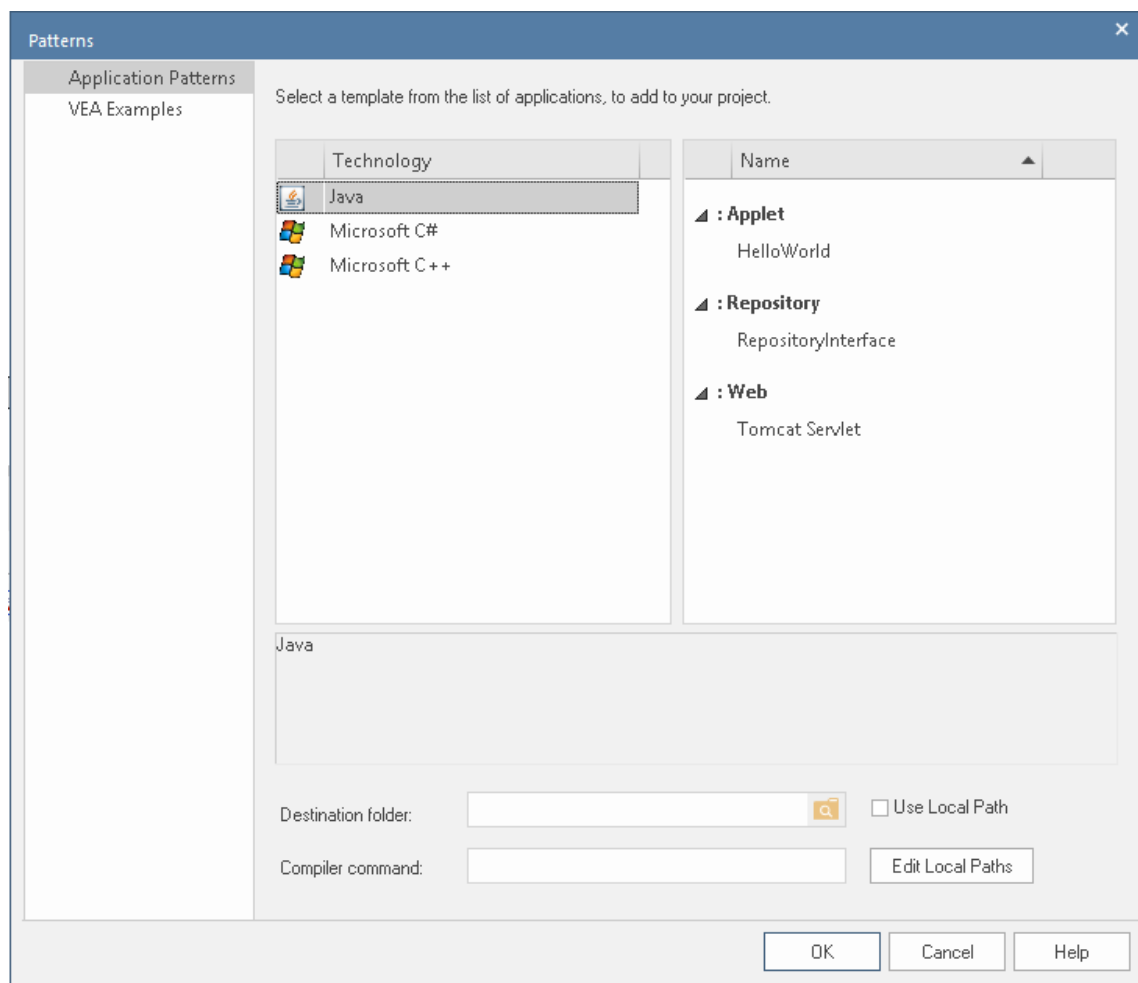 Patterns
Application Patterns
VEA Examples
Select a template from the list of applications, to add to your project.
Technology
Java
Microsoft C#
Microsoft C++
Name
: Applet
HelloWorld
: Repository
RepositoryInterface
: Web
Tomcat Servlet
Java
Destination folder:
Use Local Path
Compiler command:
Edit Local Paths
OK
Cancel
Help